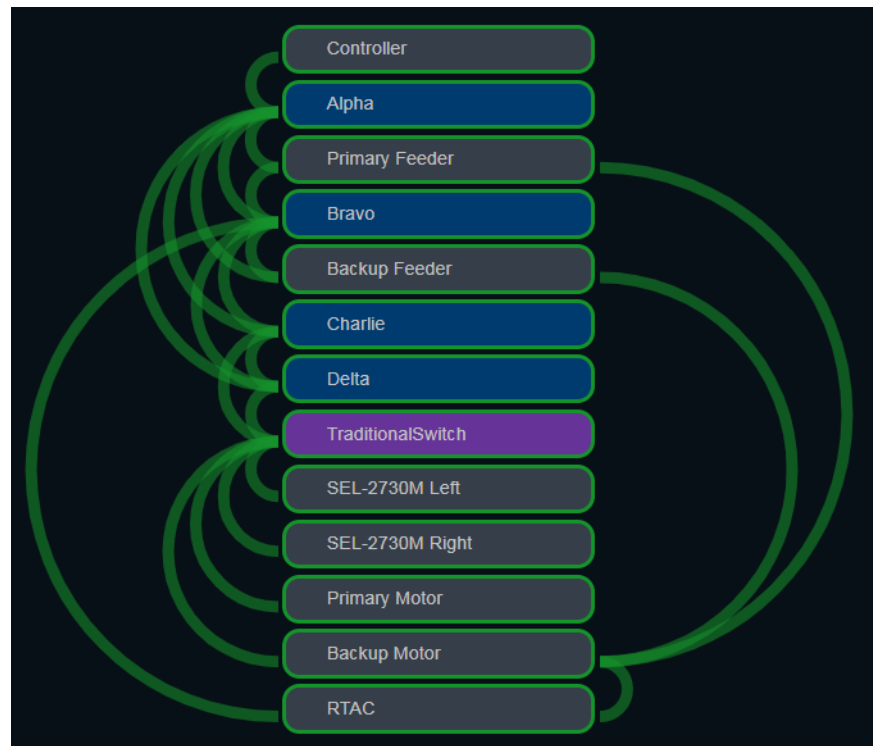 Controller
Alpha
Primary Feeder
Bravo
Backup Feeder
Charlie
Delta
TraditionalSwitch
SEL-2730M Left
SEL-2730M Right
Primary Motor
Backup Motor
RTAC